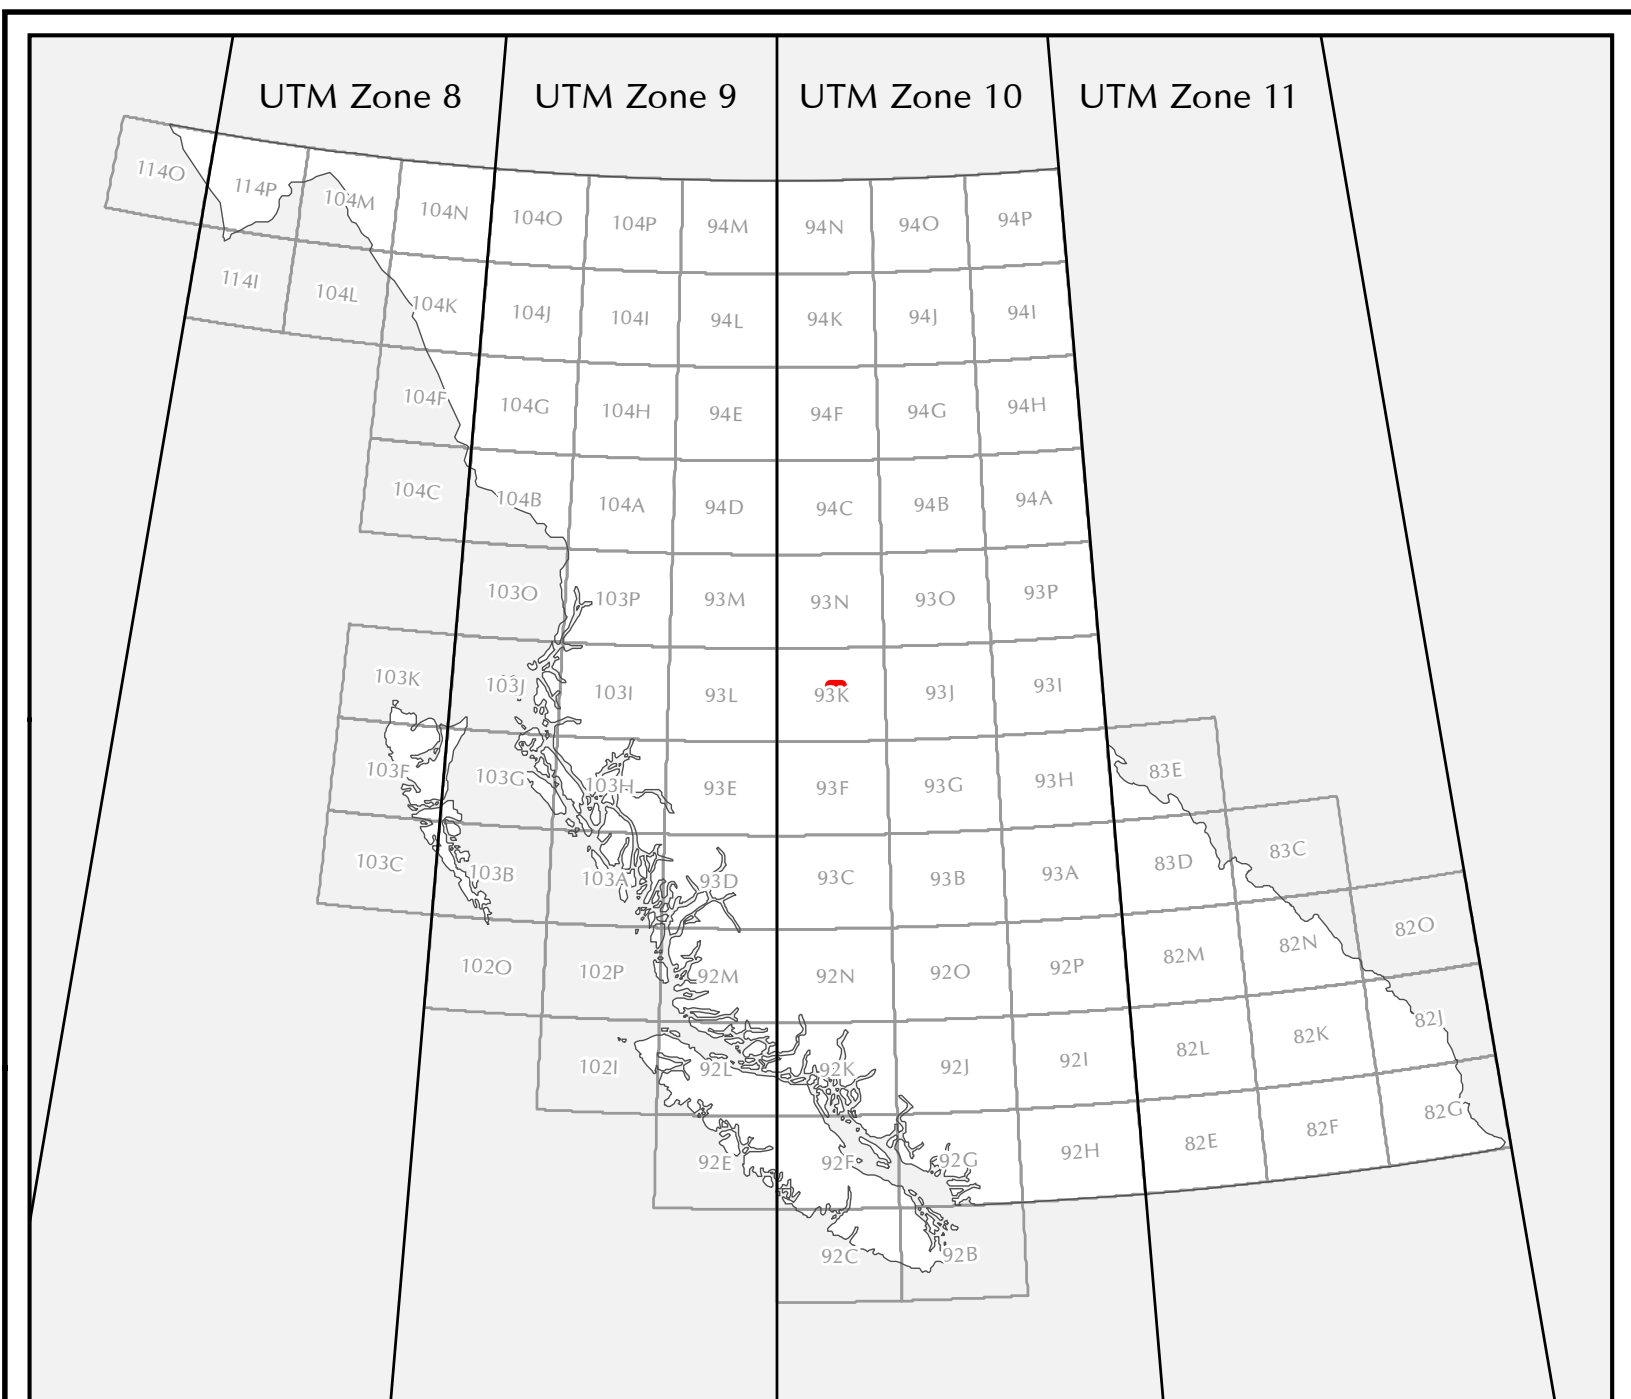 UTM Zone 8 UTM Zone 9 UTM Zone 10 UTM Zone 11
114O 114P 104M 104N 104O 104P 94M 94N 94O 94P
114I 104L 104K 104J 104I 94L 94K 94J 94I
104F 104G 104H 94E 94F 94G 94H
104C 104B 104A 94D 94C 94B 94A
103O 103P 93M 93N 93O 93P
103K 103J 103I 93L 93K 93J 93I
103F 103G 103H 93E 93F 93G 93H 83E
103C 103B 103A 93D 93C 93B 93A 83D 83C
102O 102P 92M 92N 92O 92P 82M 82N 82O
102I 92L 92K 92J 92I 82L 82K 82J
92E 92F 92G 92H 82E 82F 82G
92C 92B